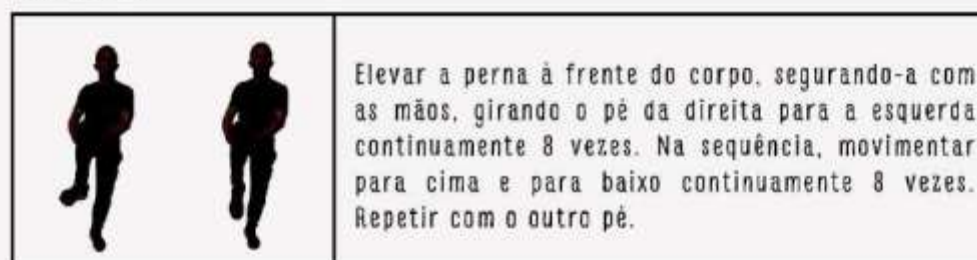 Elevar a perna à frente do corpo, segurando-a com
as mãos, girando o pé da direita para a esquerda
continuamente 8 vezes. Na sequência, movimentar
para cima e para baixo continuamente 8 vezes.
Repetir com o outro pé.